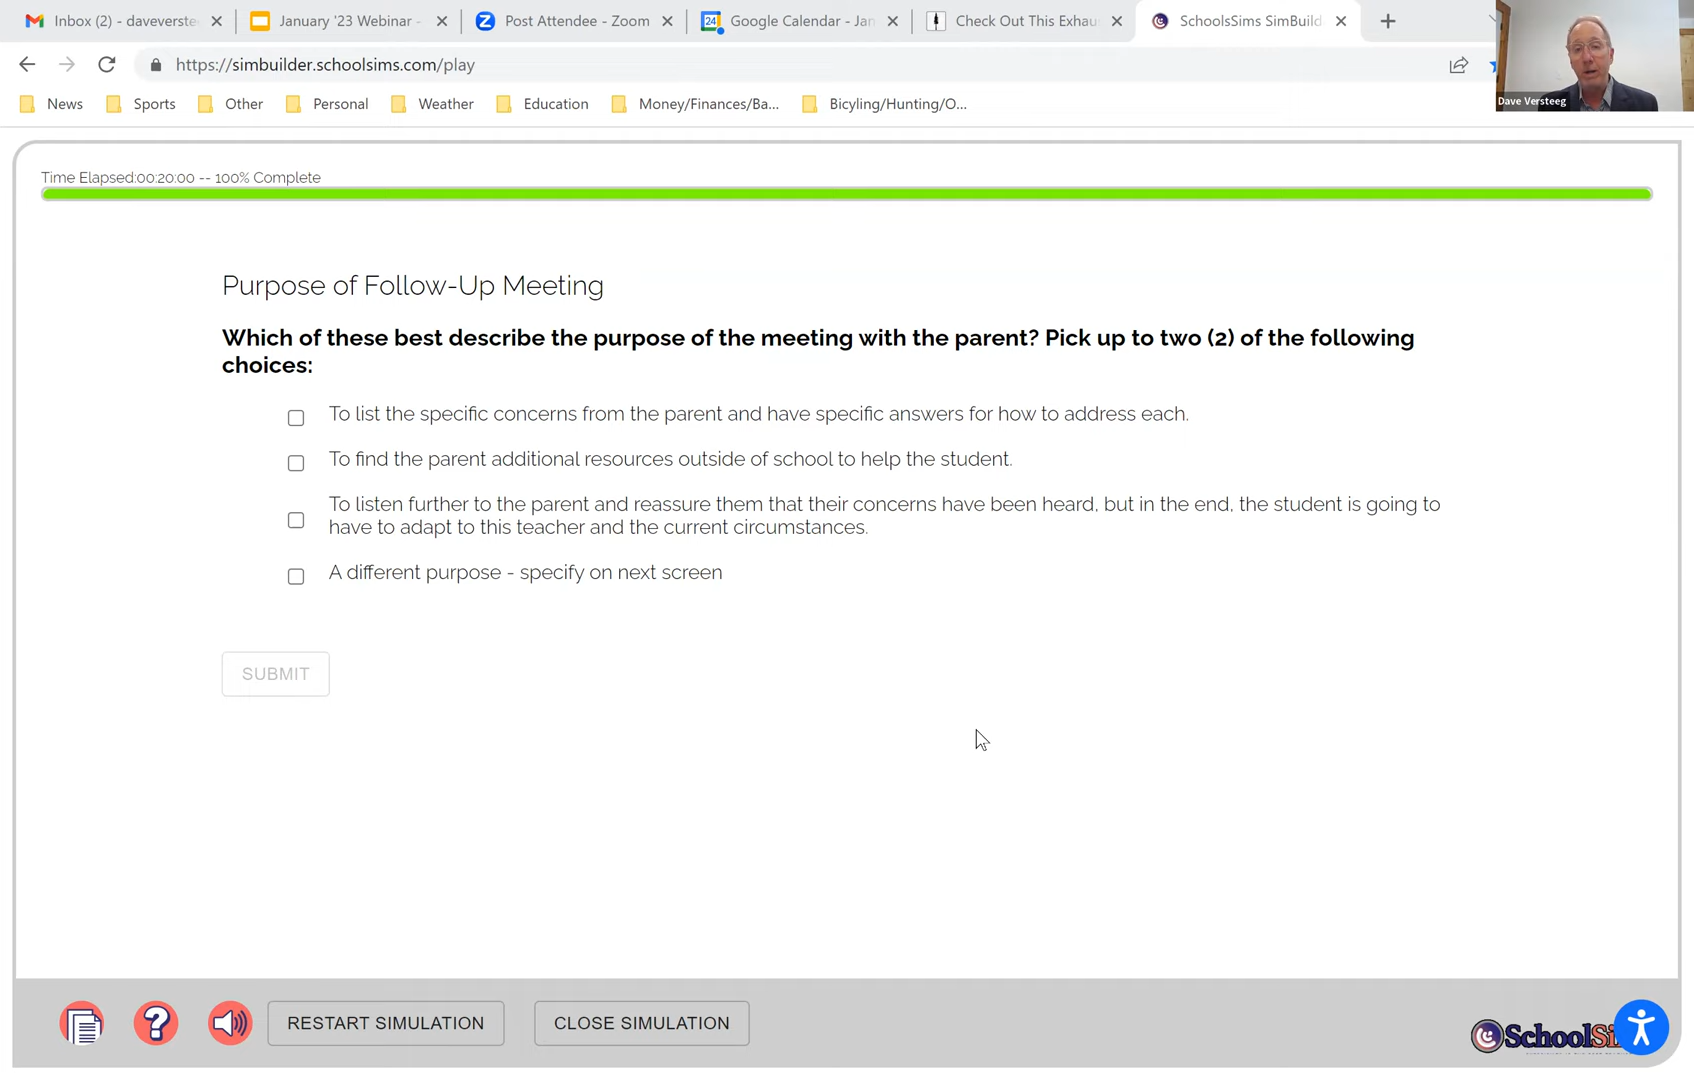 Inbox (2) - daveverste
January '23 Webinar -
Post Attendee - Zoom
24
Google Calendar - Jan
Check Out This Exhaus
SchoolsSims SimBuild
https://simbuilder.schoolsims.com/play
News
Sports
Other
Personal
Weather
Education
Money/Finances/Ba...
Bicyling/Hunting/O...
Dave Versteeg
Time Elapsed:00:20:00 -- 100% Complete
Purpose of Follow-Up Meeting
Which of these best describe the purpose of the meeting with the parent? Pick up to two (2) of the following
choices:
To list the specific concerns from the parent and have specific answers for how to address each.
To find the parent additional resources outside of school to help the student.
To listen further to the parent and reassure them that their concerns have been heard, but in the end, the student is going to
have to adapt to this teacher and the current circumstances.
A different purpose - specify on next screen
SUBMIT
RESTART SIMULATION
CLOSE SIMULATION